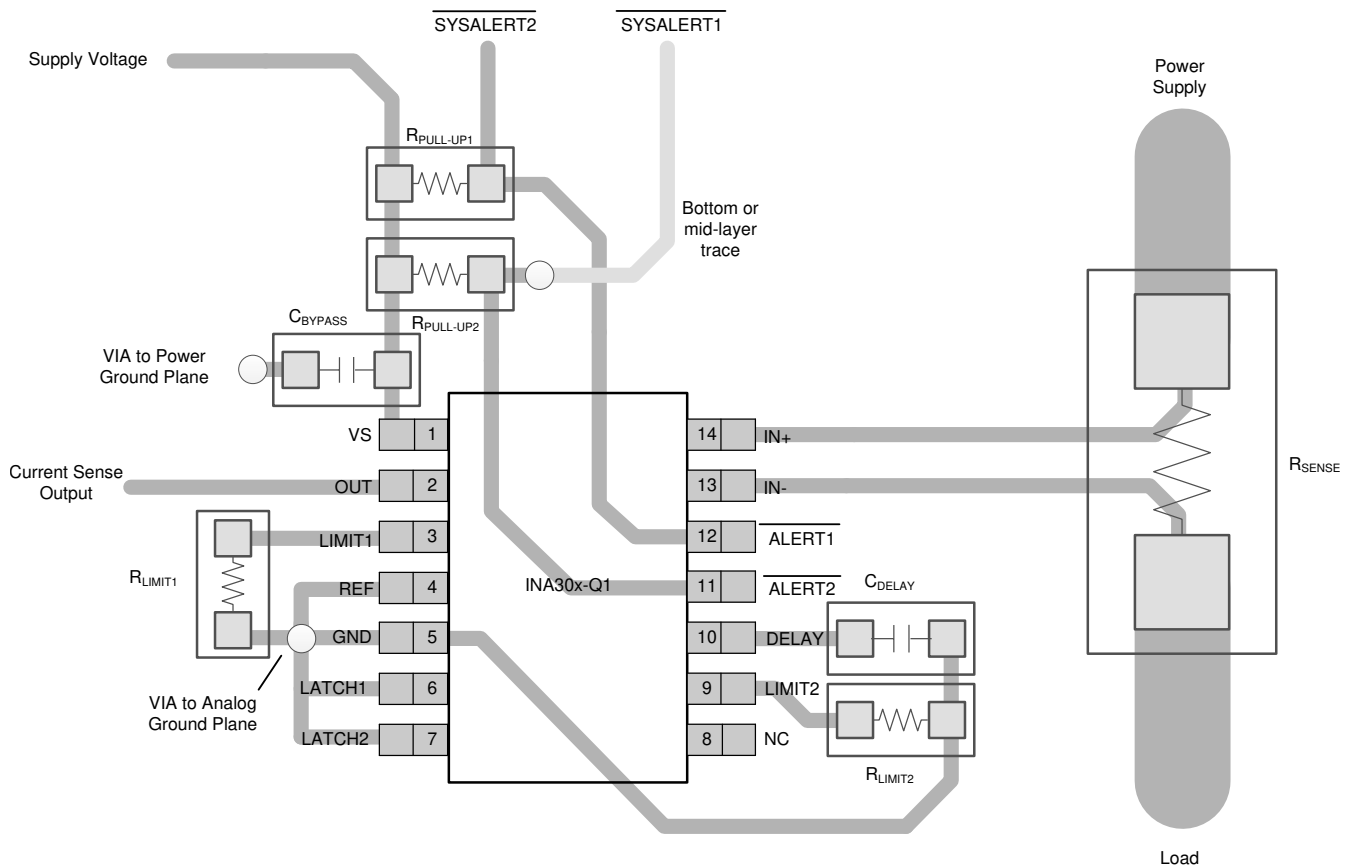 SYSALERT2
SYSALERT1
Supply Voltage
Power
Supply
RPULL-UP1
Bottom or
mid-layer
trace
CBYPASS
RPULL-UP2
VIA to Power
Ground Plane
VS
1
14
IN+
RSENSE
Current Sense
Output
OUT
2
13
IN-
LIMIT1
3
12
ALERT1
RLIMIT1
REF
4
INA30x-Q1
11
ALERT2
CDELAY
GND
5
10
DELAY
VIA to Analog
Ground Plane
LATCH1
6
9
LIMIT2
LATCH2
7
8
NC
RLIMIT2
Load